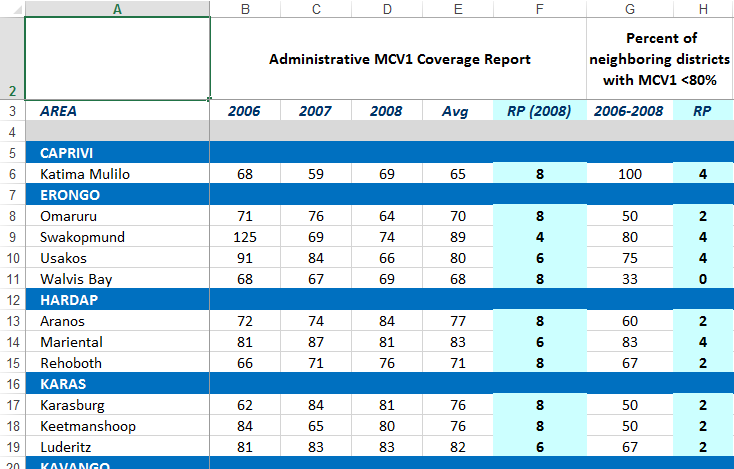 A B C D E F G H
2 Administrative MCV1 Coverage Report Percent of
neighboring districts
with MCV1 <80%
3 AREA 2006 2007 2008 Avg RP (2008) 2006-2008 RP
4
5 CAPRIVI
6 Katima Mulilo 68 59 69 65 8 100 4
7 ERONGO
8 Omaruru 71 76 64 70 8 50 2
9 Swakopmund 125 69 74 89 4 80 4
10 Usakos 91 84 66 80 6 75 4
11 Walvis Bay 68 67 69 68 8 33 0
12 HARDAP
13 Aranos 72 74 84 77 8 60 2
14 Mariental 81 87 81 83 6 83 4
15 Rehoboth 66 71 76 71 8 67 2
16 KARAS
17 Karasburg 62 84 81 76 8 50 2
18 Keetmanshoop 84 65 80 76 8 50 2
19 Luderitz 81 83 83 82 6 67 2
20 KAVANGO